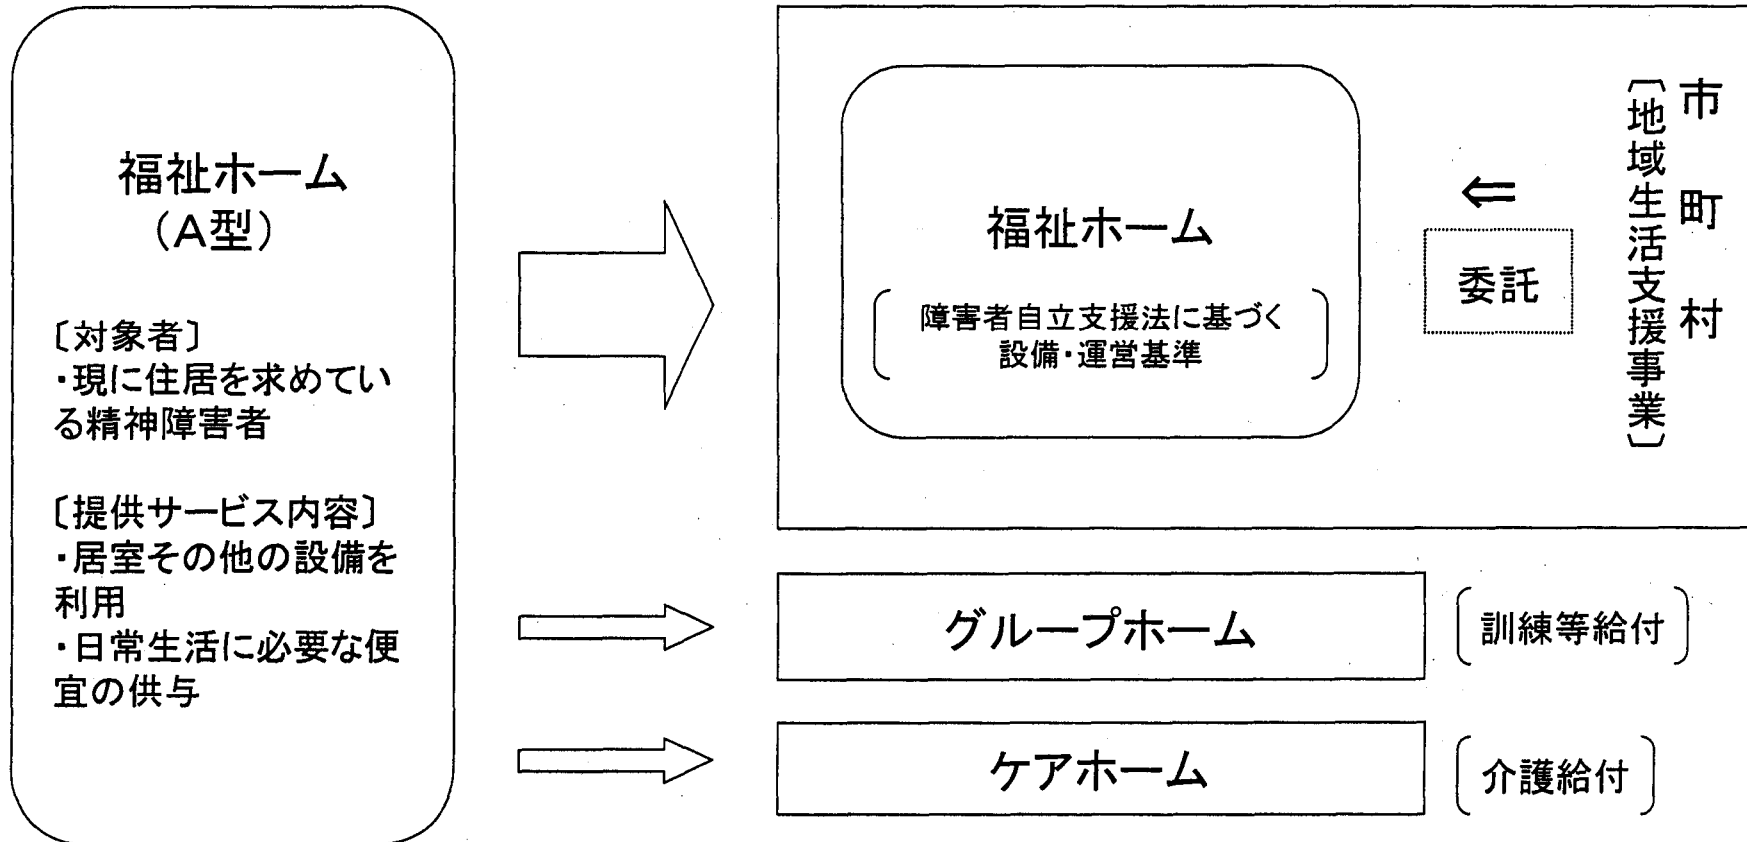 福祉ホーム
（A型）
〔対象者〕
・現に住居を求めてい
る精神障害者
〔提供サービス内容〕
・居室その他の設備を
利用
・日常生活に必要な便
宜の供与
福祉ホーム
障害者自立支援法に基づく
設備・運営基準
⇐
委託
市町村
〔地域生活支援事業〕
グループホーム
〔訓練等給付〕
ケアホーム
〔介護給付〕